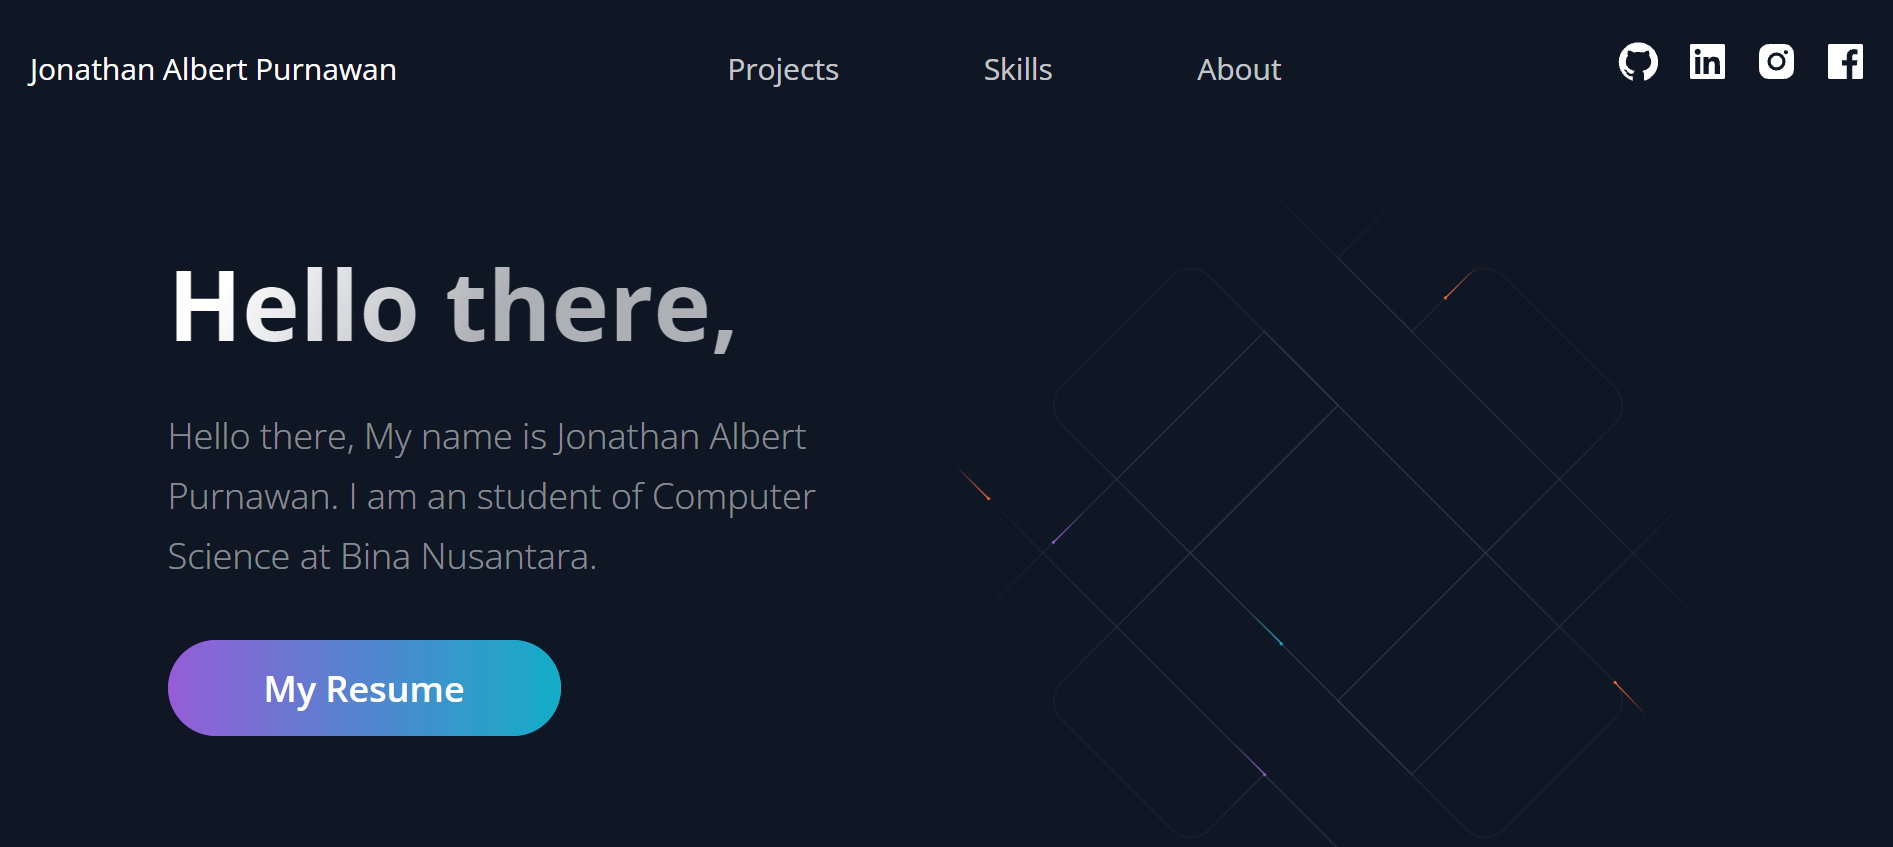 Jonathan Albert Purnawan
Projects
Skills
About
Hello there,
Hello there, My name is Jonathan Albert
Purnawan. I am an student of Computer
Science at Bina Nusantara.
My Resume